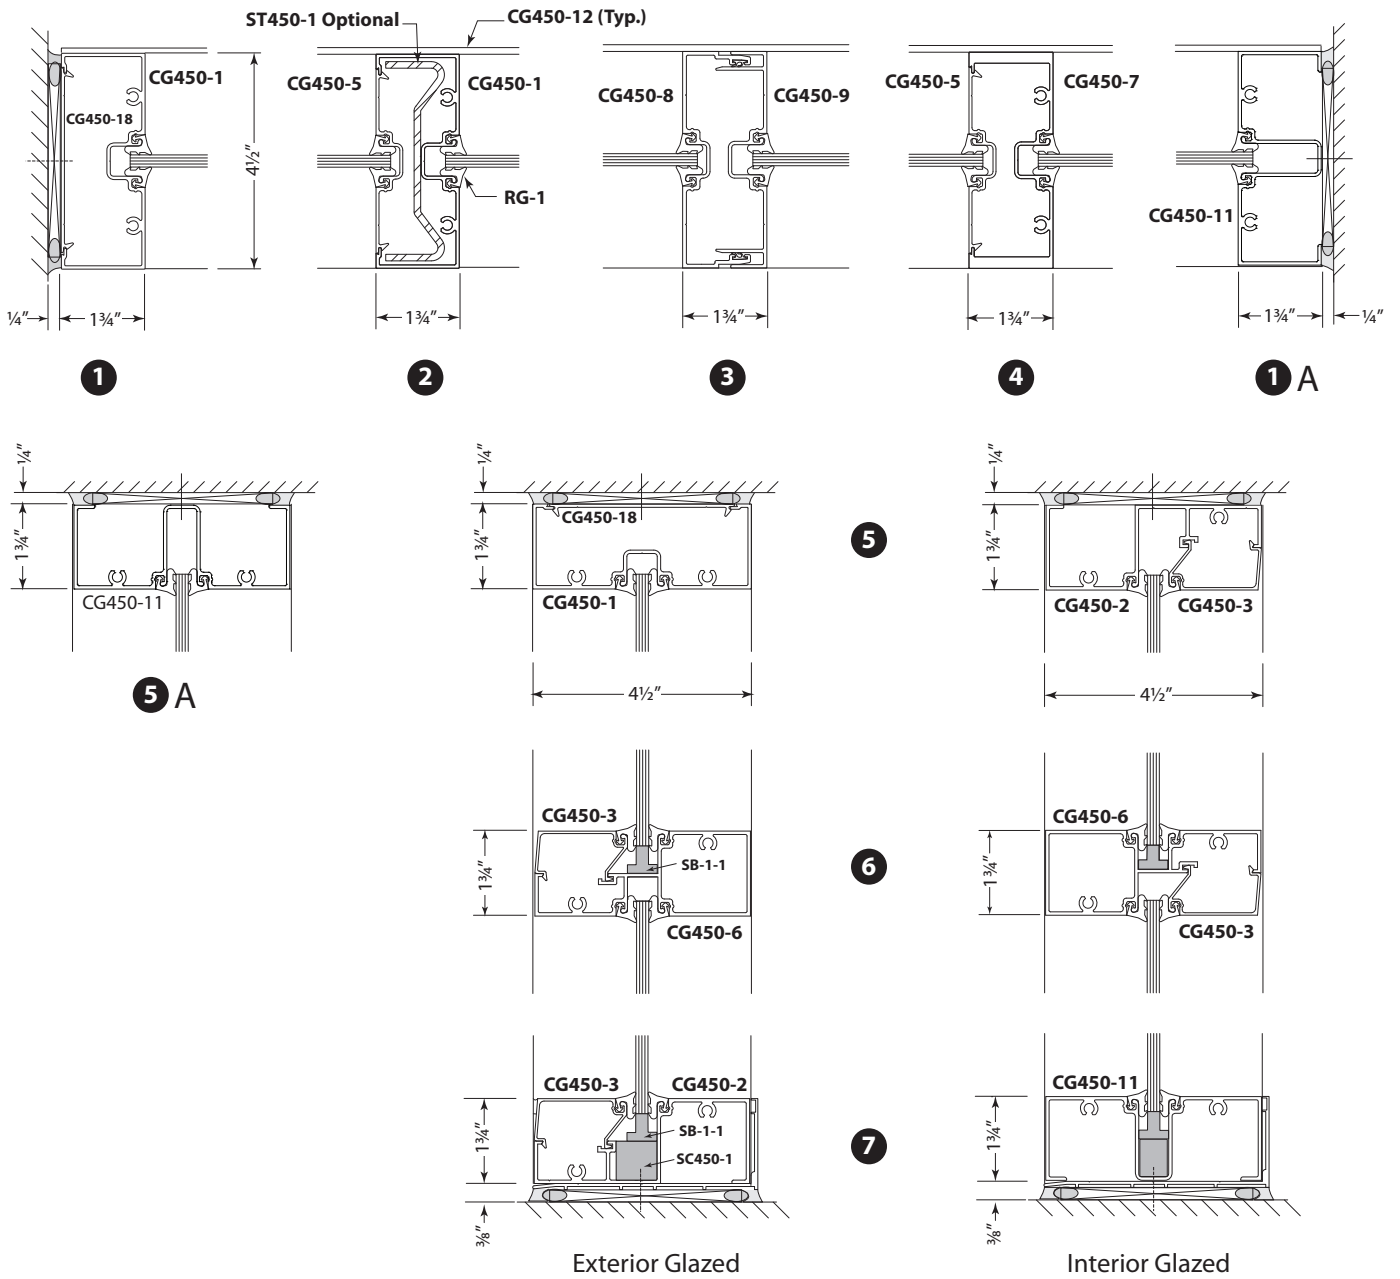 ST450-1 Optional
CG450-12 (Typ.)
CG450-1
CG450-18
4½″
¼″
1¾″
1
CG450-5
CG450-1
RG-1
1¾″
2
CG450-8
CG450-9
1¾″
3
CG450-5
CG450-7
1¾″
4
CG450-11
1¾″
¼″
1 A
¼″
1¾″
CG450-11
5 A
¼″
1¾″
CG450-18
CG450-1
4½″
5
¼″
1¾″
CG450-2
CG450-3
4½″
CG450-3
1¾″
SB-1-1
CG450-6
6
CG450-6
1¾″
CG450-3
CG450-3
CG450-2
1¾″
SB-1-1
SC450-1
⅜″
Exterior Glazed
7
CG450-11
1¾″
⅜″
Interior Glazed